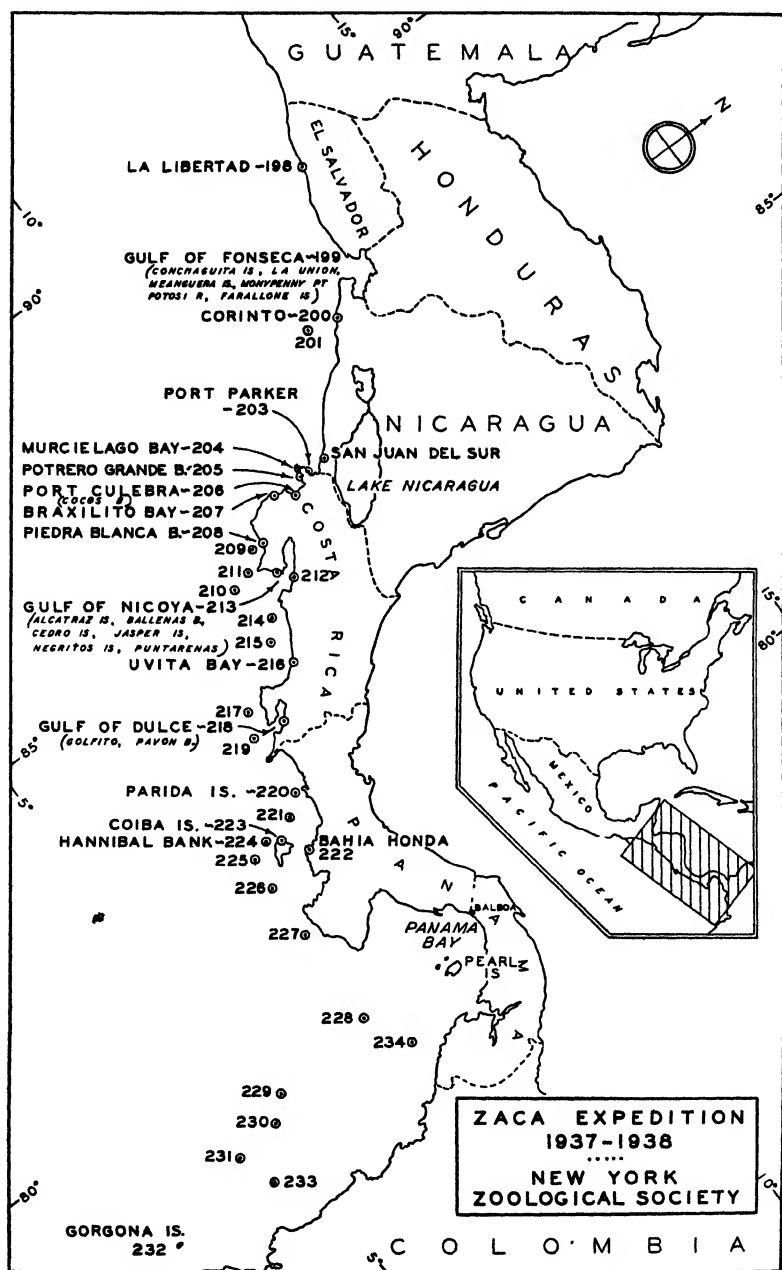 15°
90°
GUATEMALA
N
EL SALVADOR
HONDURAS
LA LIBERTAD-198
85°
10°
GULF OF FONSECA-199
(CONCHAGUITA IS, LA UNION,
MEANGUERA IS, MONYPENNY PT
POTOSI R, FARALLONE IS)
90°
CORINTO-200
201
PORT PARKER
-203
NICARAGUA
MURCIELAGO BAY-204
SAN JUAN DEL SUR
POTRERO GRANDE B.-205
LAKE NICARAGUA
PORT CULEBRA-206
(COCOS B)
BRAXILITO BAY-207
PIEDRA BLANCA B.-208
COSTA RICA
209
211
212
210
GULF OF NICOYA-213
(ALCATRAZ IS, BALLENAS B,
CEDRO IS, JASPER IS,
NEGRITOS IS, PUNTARENAS)
214
215
UVITA BAY-216
15°
80°
CANADA
UNITED STATES
MEXICO
PACIFIC OCEAN
217
GULF OF DULCE-218
(GOLFITO, PAVON B.)
219
85°
5°
PARIDA IS.-220
221
COIBA IS.-223
HANNIBAL BANK-224
BAHIA HONDA
222
225
226
PANAMA
BALBOA
227
PANAMA
BAY
PEARL
IS
228
234
229
230
231
233
ZACA EXPEDITION
1937-1938
.....
NEW YORK
ZOOLOGICAL SOCIETY
80°
10°
GORGONA IS.
232
5°
COLOMBIA